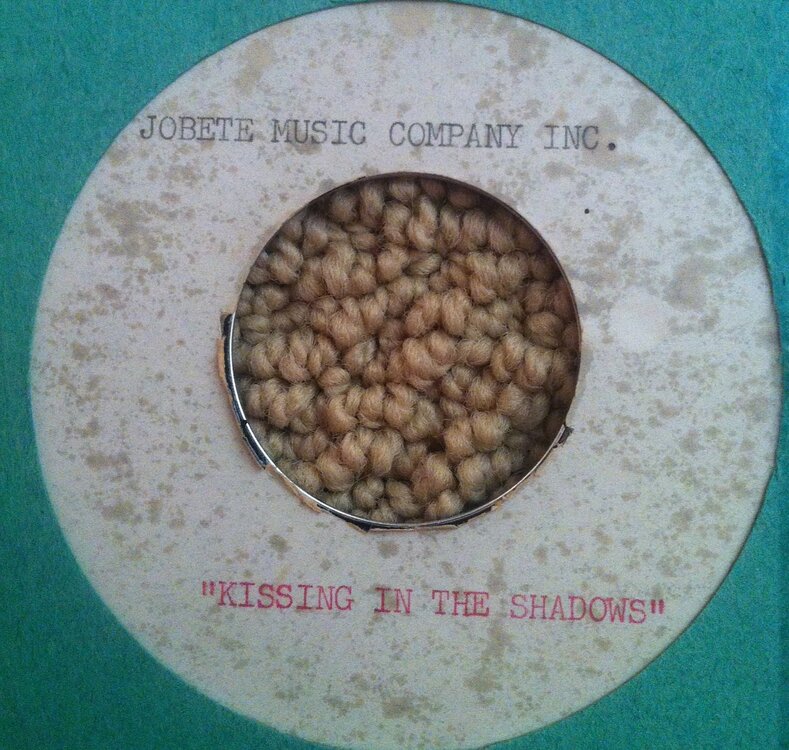 JOBETE MUSIC COMPANY INC.
"KISSING IN THE SHADOWS"